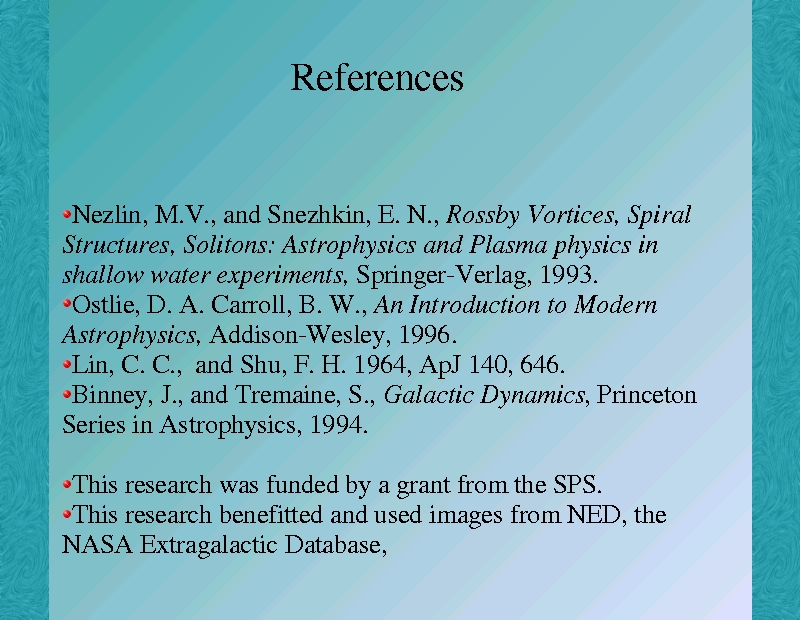 References
•Nezlin, M.V., and Snezhkin, E. N., Rossby Vortices, Spiral
Structures, Solitons: Astrophysics and Plasma physics in
shallow water experiments, Springer-Verlag, 1993.
•Ostlie, D. A. Carroll, B. W., An Introduction to Modern
Astrophysics, Addison-Wesley, 1996.
•Lin, C. C.,  and Shu, F. H. 1964, ApJ 140, 646.
•Binney, J., and Tremaine, S., Galactic Dynamics, Princeton
Series in Astrophysics, 1994.
•This research was funded by a grant from the SPS.
•This research benefitted and used images from NED, the
NASA Extragalactic Database,